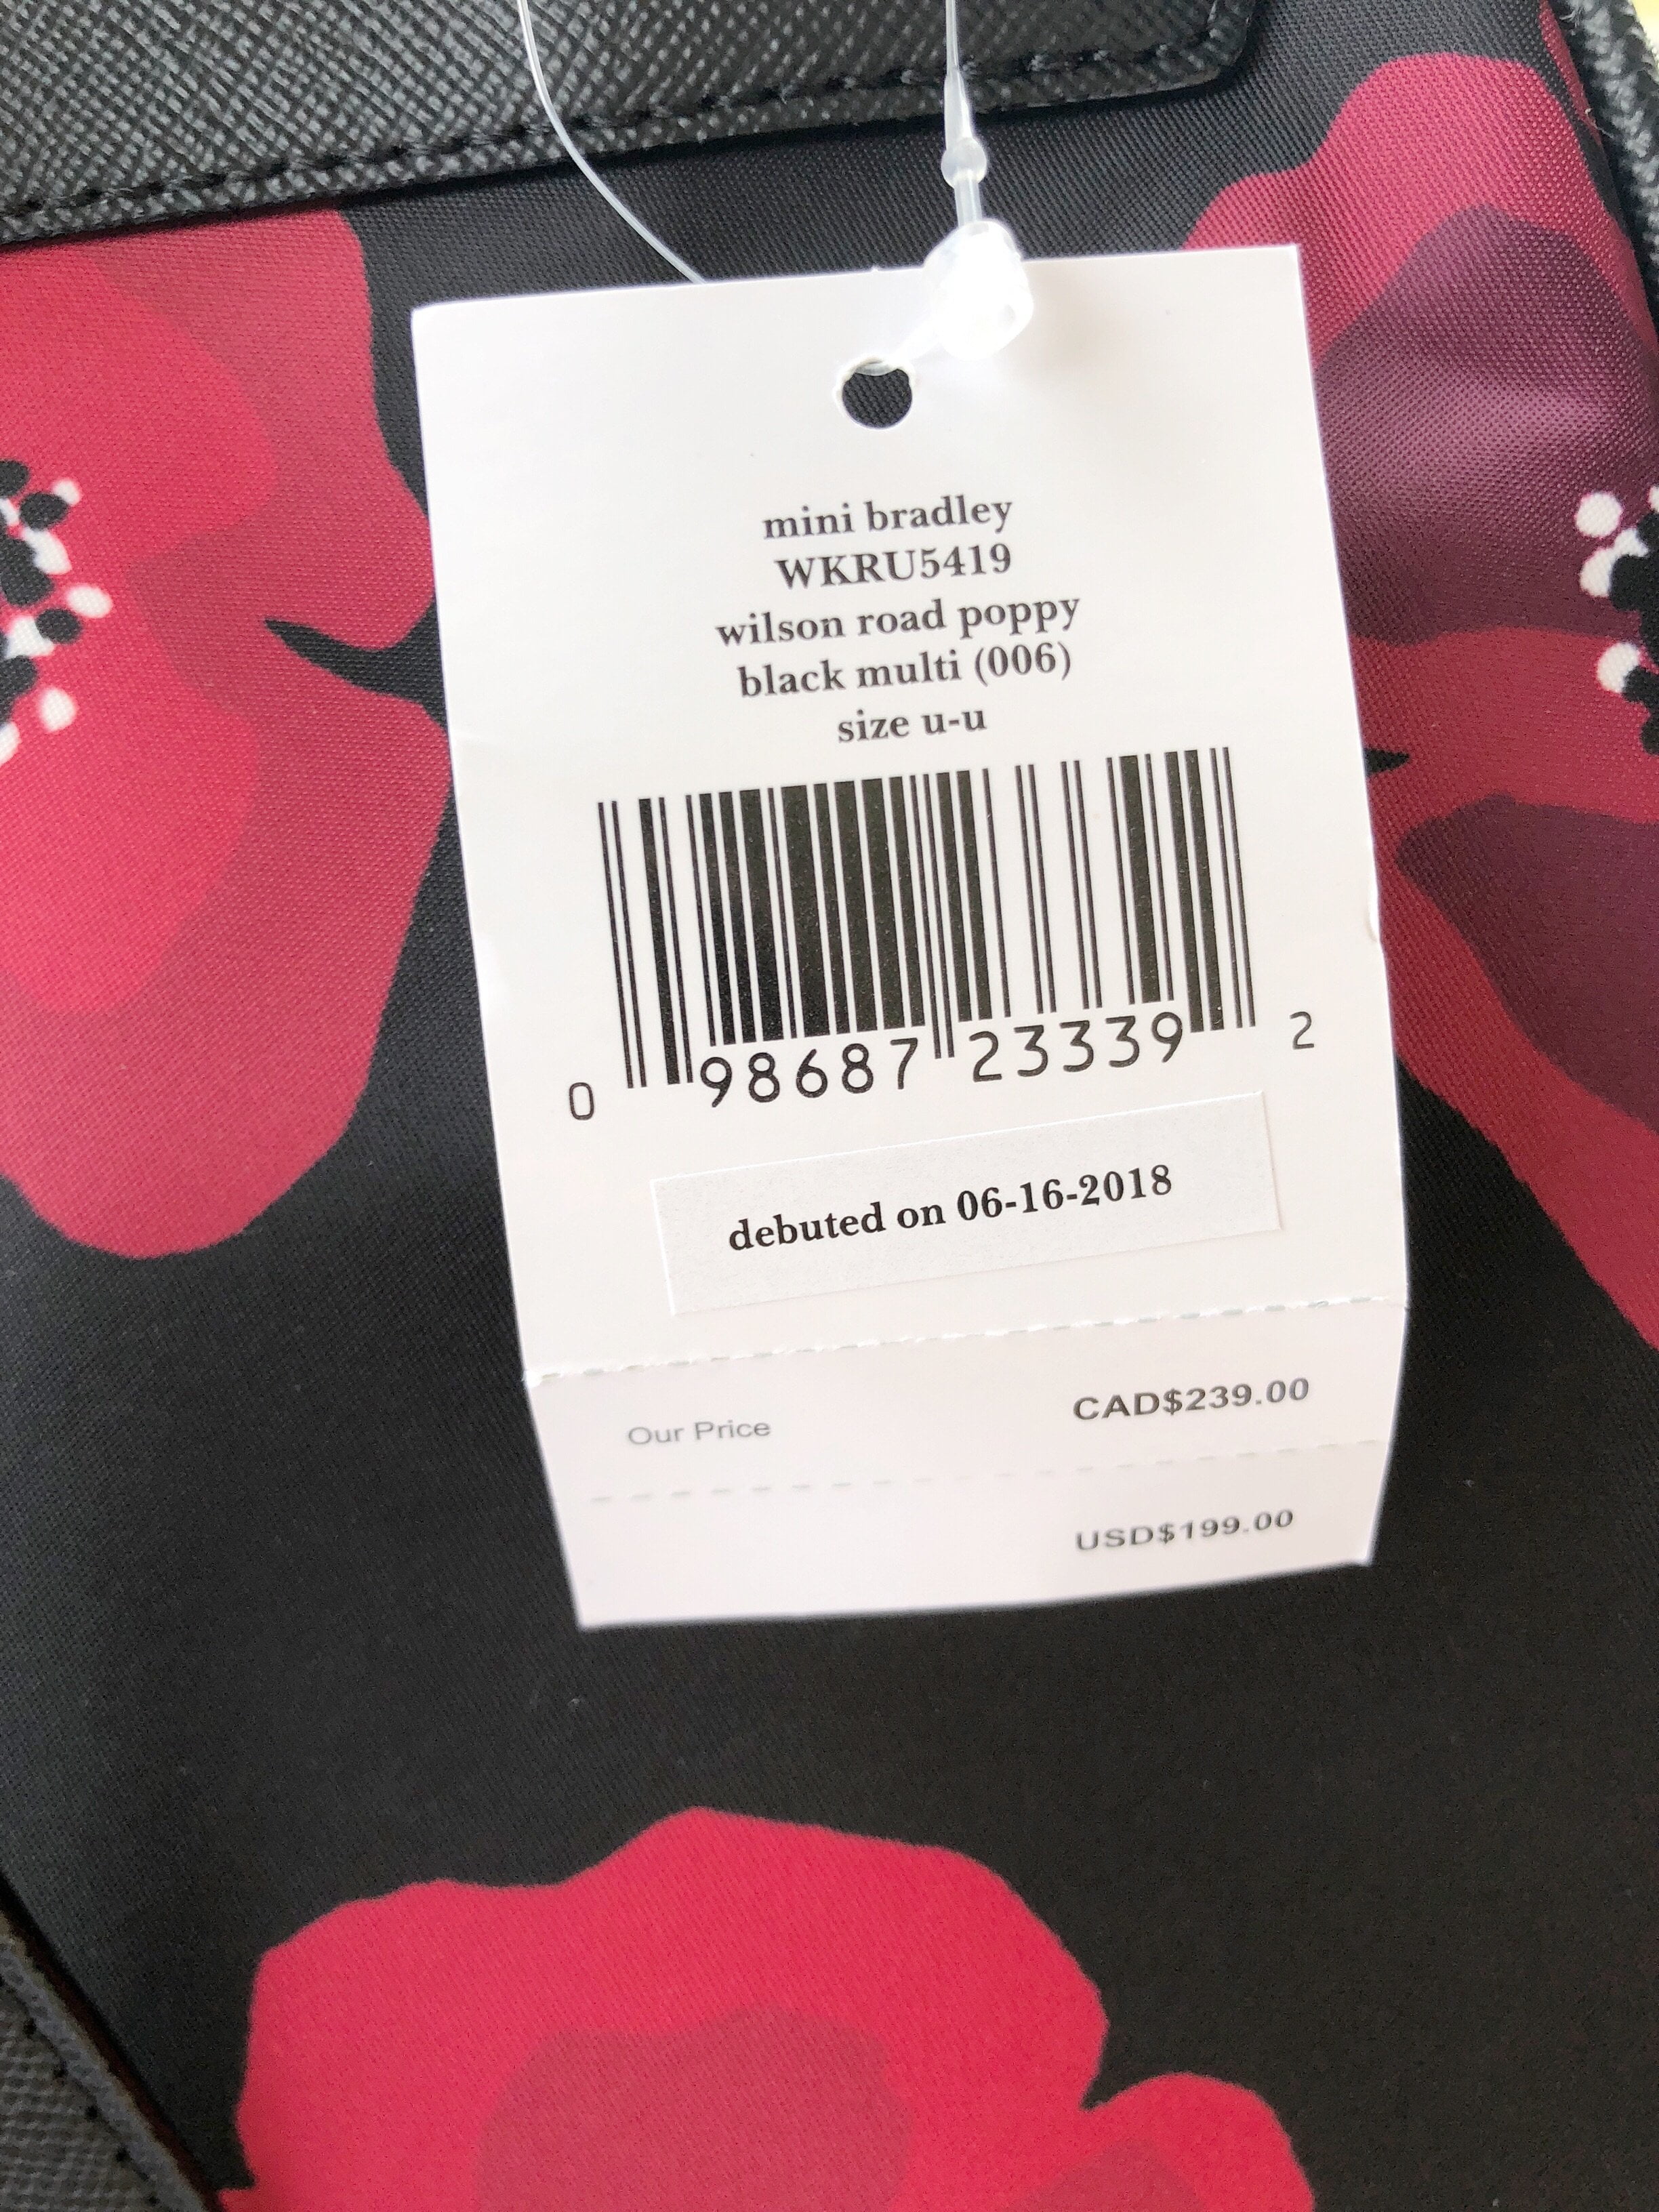 mini bradley
WKRU5419
wilson road poppy
black multi (006)
size u-u
0 98687 23339 2
debuted on 06-16-2018
Our Price CAD$239.00
USD$199.00